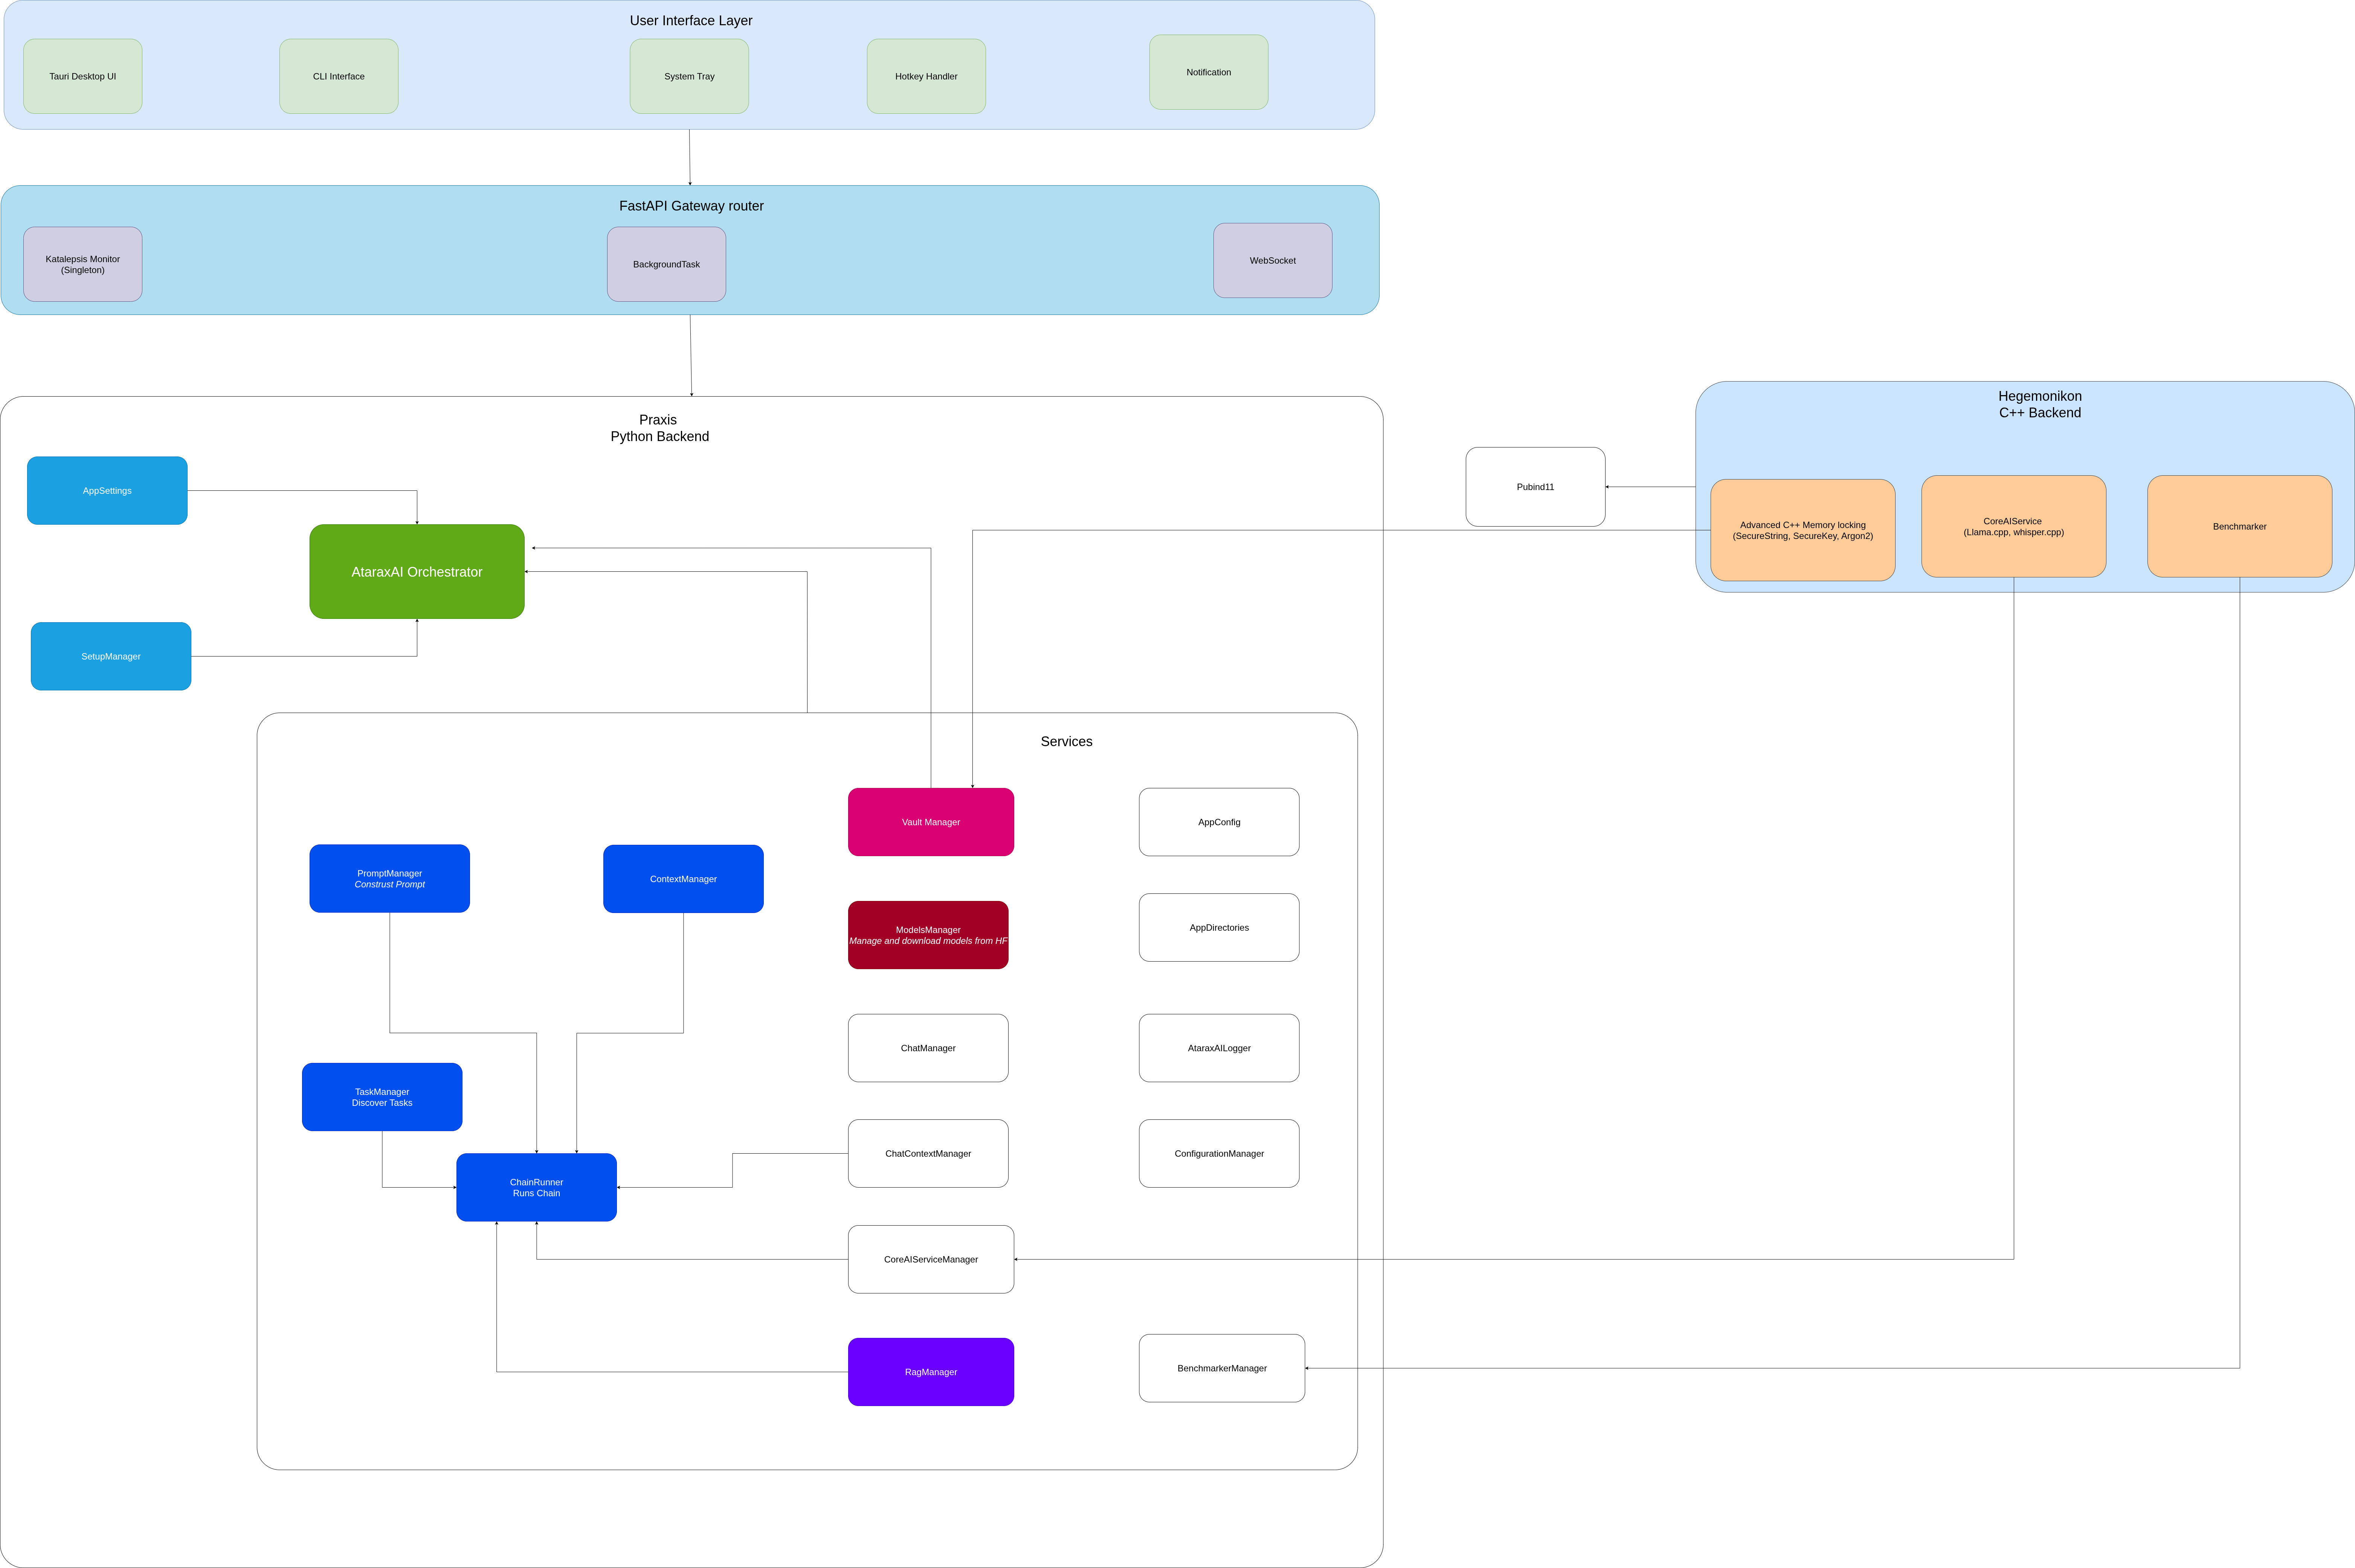 User Interface Layer
Tauri Desktop UI
CLI Interface
System Tray
Hotkey Handler
Notification
FastAPI Gateway router
Katalepsis Monitor
(Singleton)
BackgroundTask
WebSocket
Praxis
Python Backend
Hegemonikon
C++ Backend
AppSettings
Pubind11
Advanced C++ Memory locking
(SecureString, SecureKey, Argon2)
CoreAIService
(Llama.cpp, whisper.cpp)
Benchmarker
AtaraxAI Orchestrator
SetupManager
Services
Vault Manager
AppConfig
PromptManager
Construst Prompt
ContextManager
ModelsManager
Manage and download models from HF
AppDirectories
ChatManager
AtaraxAILogger
TaskManager
Discover Tasks
ChatContextManager
ConfigurationManager
ChainRunner
Runs Chain
CoreAIServiceManager
RagManager
BenchmarkerManager